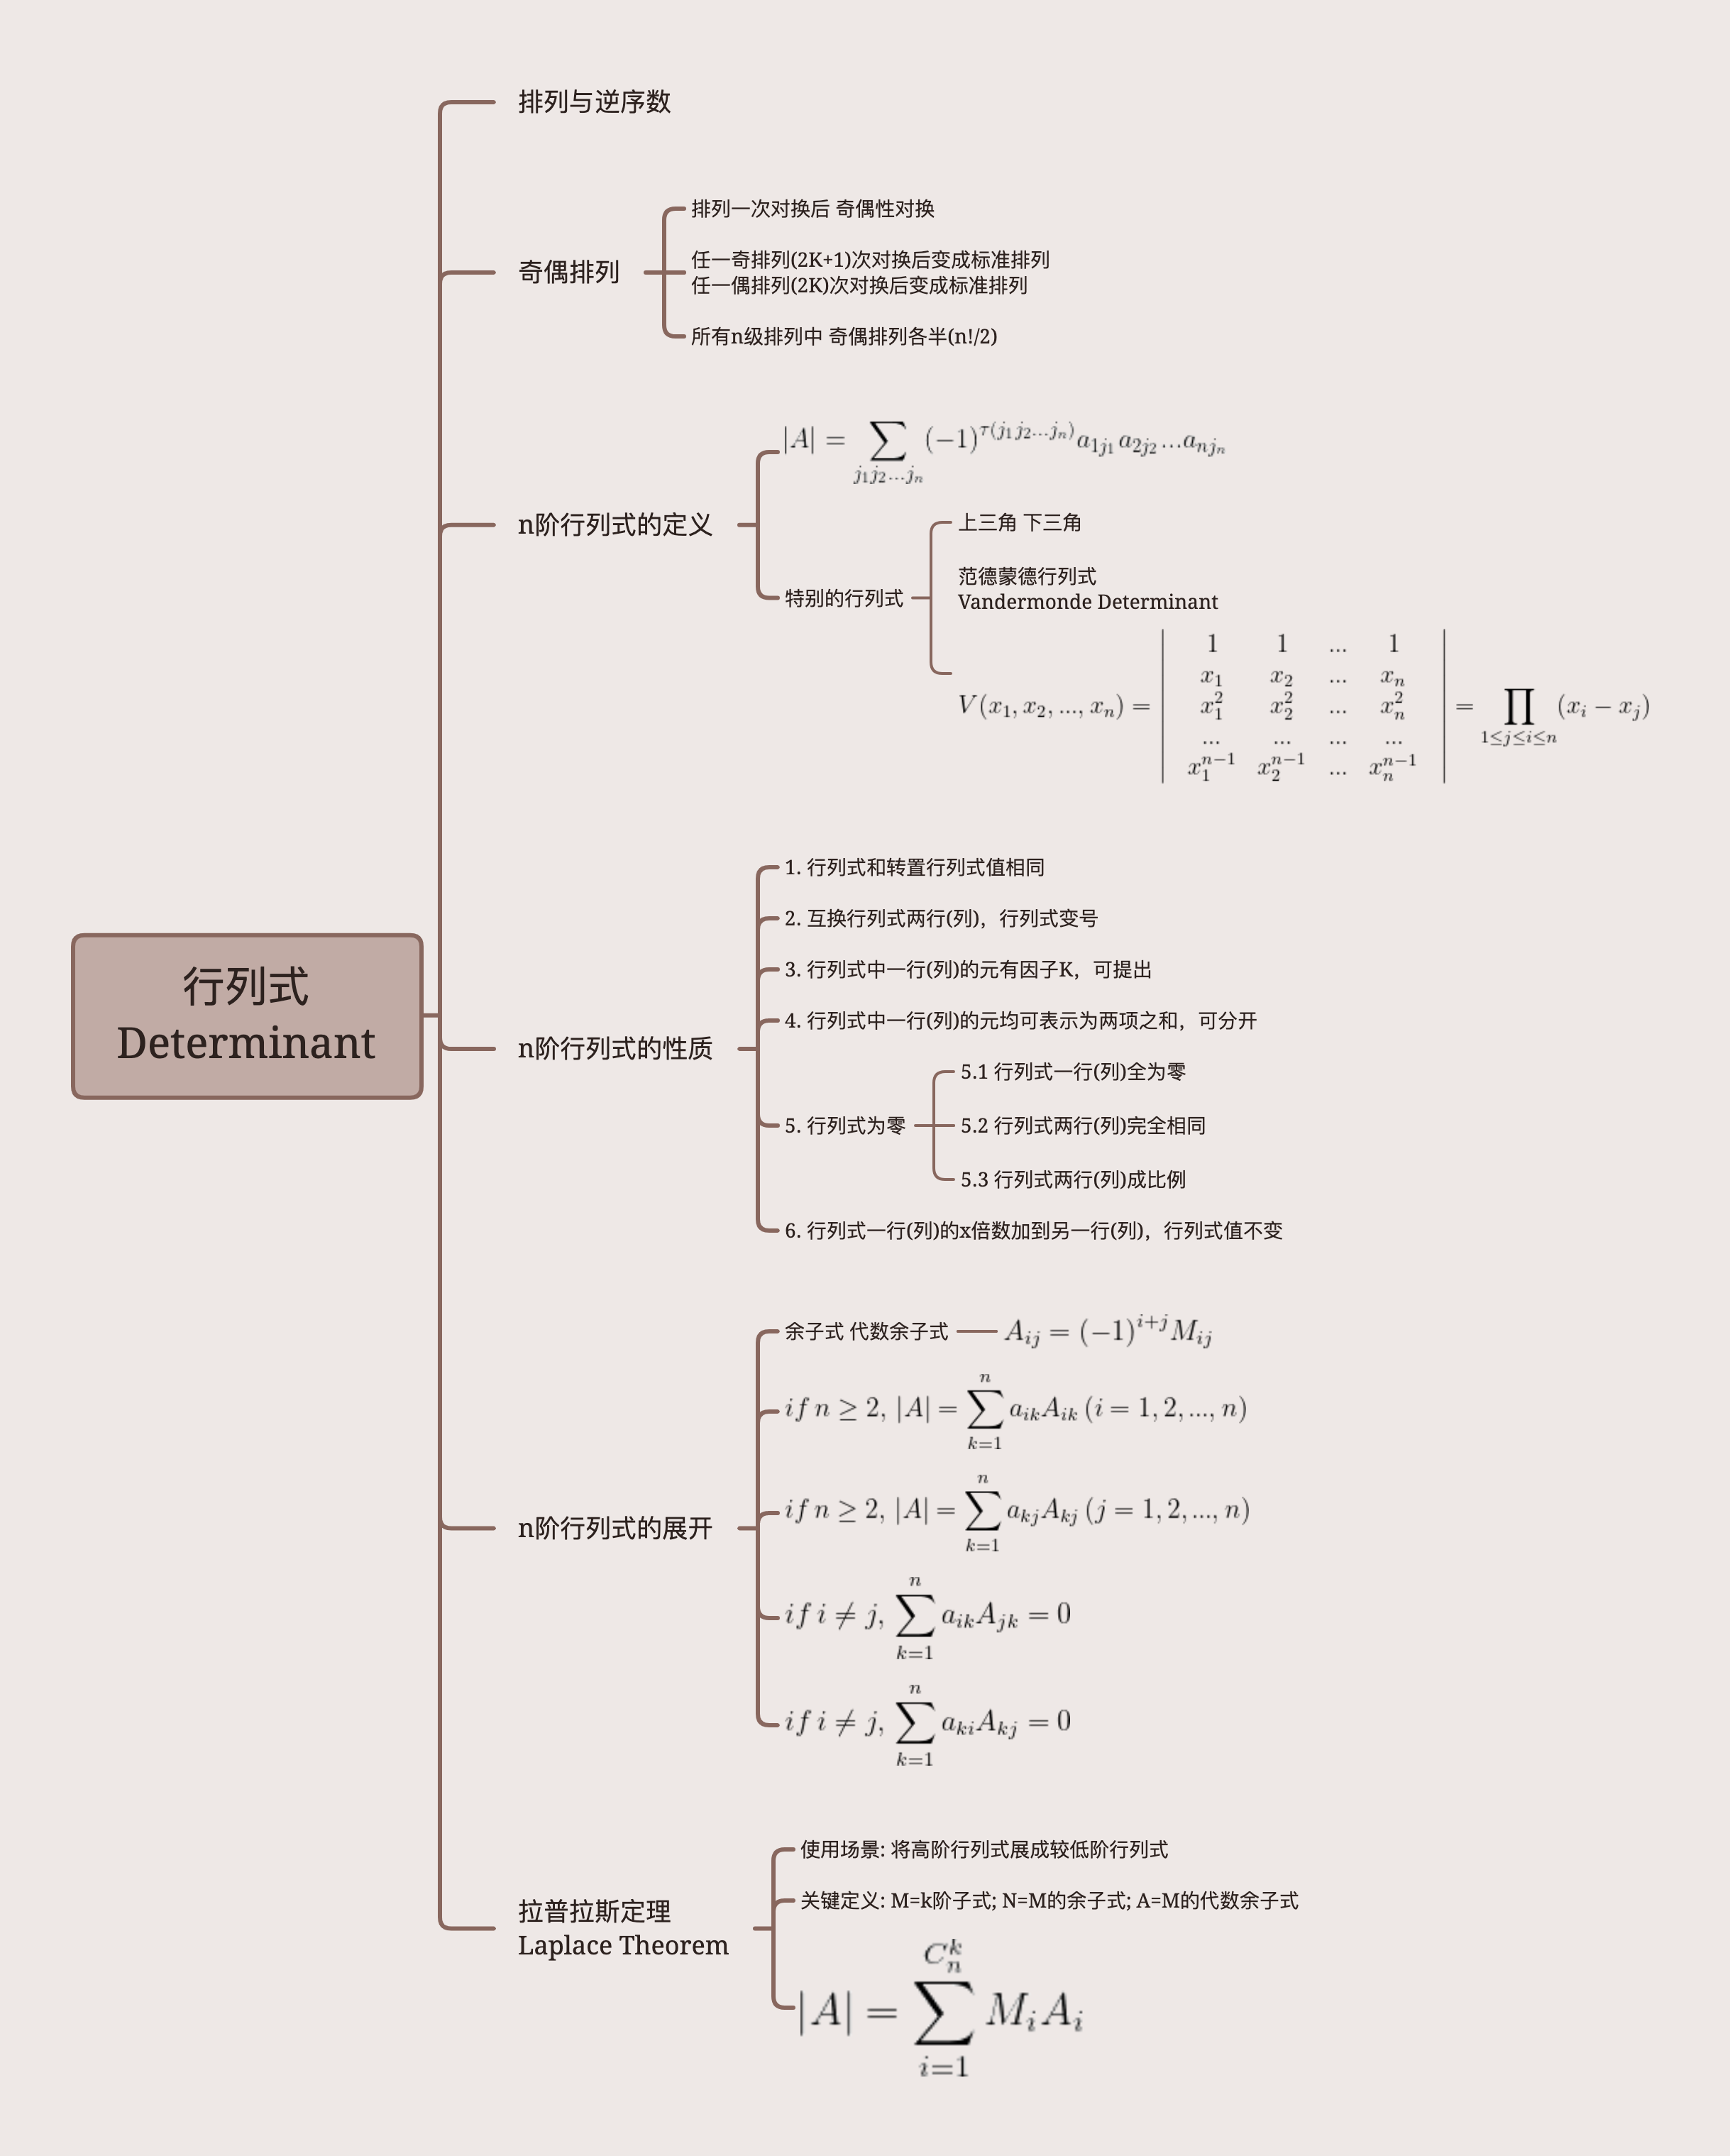 排列与逆序数
奇偶排列
排列一次对换后 奇偶性对换
任一奇排列(2K+1)次对换后变成标准排列
任一偶排列(2K)次对换后变成标准排列
所有n级排列中 奇偶排列各半(n!/2)
n阶行列式的定义
|A| = \sum_{j_1 j_2 ... j_n} (-1)^{τ(j_1 j_2 ... j_n)} a_{1j_1} a_{2j_2} ... a_{nj_n}
特别的行列式
上三角 下三角
范德蒙德行列式
Vandermonde Determinant
V(x_1, x_2, ..., x_n) = \begin{vmatrix} 1 & 1 & ... & 1 \\ x_1 & x_2 & ... & x_n \\ x_1^2 & x_2^2 & ... & x_n^2 \\ ... & ... & ... & ... \\ x_1^{n-1} & x_2^{n-1} & ... & x_n^{n-1} \end{vmatrix} = \prod_{1≤j≤i≤n} (x_i - x_j)
行列式
Determinant
n阶行列式的性质
1. 行列式和转置行列式值相同
2. 互换行列式两行(列)，行列式变号
3. 行列式中一行(列)的元有因子K，可提出
4. 行列式中一行(列)的元均可表示为两项之和，可分开
5. 行列式为零
5.1 行列式一行(列)全为零
5.2 行列式两行(列)完全相同
5.3 行列式两行(列)成比例
6. 行列式一行(列)的x倍数加到另一行(列)，行列式值不变
n阶行列式的展开
余子式 代数余子式
A_{ij} = (-1)^{i+j} M_{ij}
if n ≥ 2, |A| = \sum_{k=1}^{n} a_{ik} A_{ik} (i = 1, 2, ..., n)
if n ≥ 2, |A| = \sum_{k=1}^{n} a_{kj} A_{kj} (j = 1, 2, ..., n)
if i ≠ j, \sum_{k=1}^{n} a_{ik} A_{jk} = 0
if i ≠ j, \sum_{k=1}^{n} a_{ki} A_{kj} = 0
拉普拉斯定理
Laplace Theorem
使用场景: 将高阶行列式展成较低阶行列式
关键定义: M=k阶子式; N=M的余子式; A=M的代数余子式
|A| = \sum_{i=1}^{C_n^k} M_i A_i